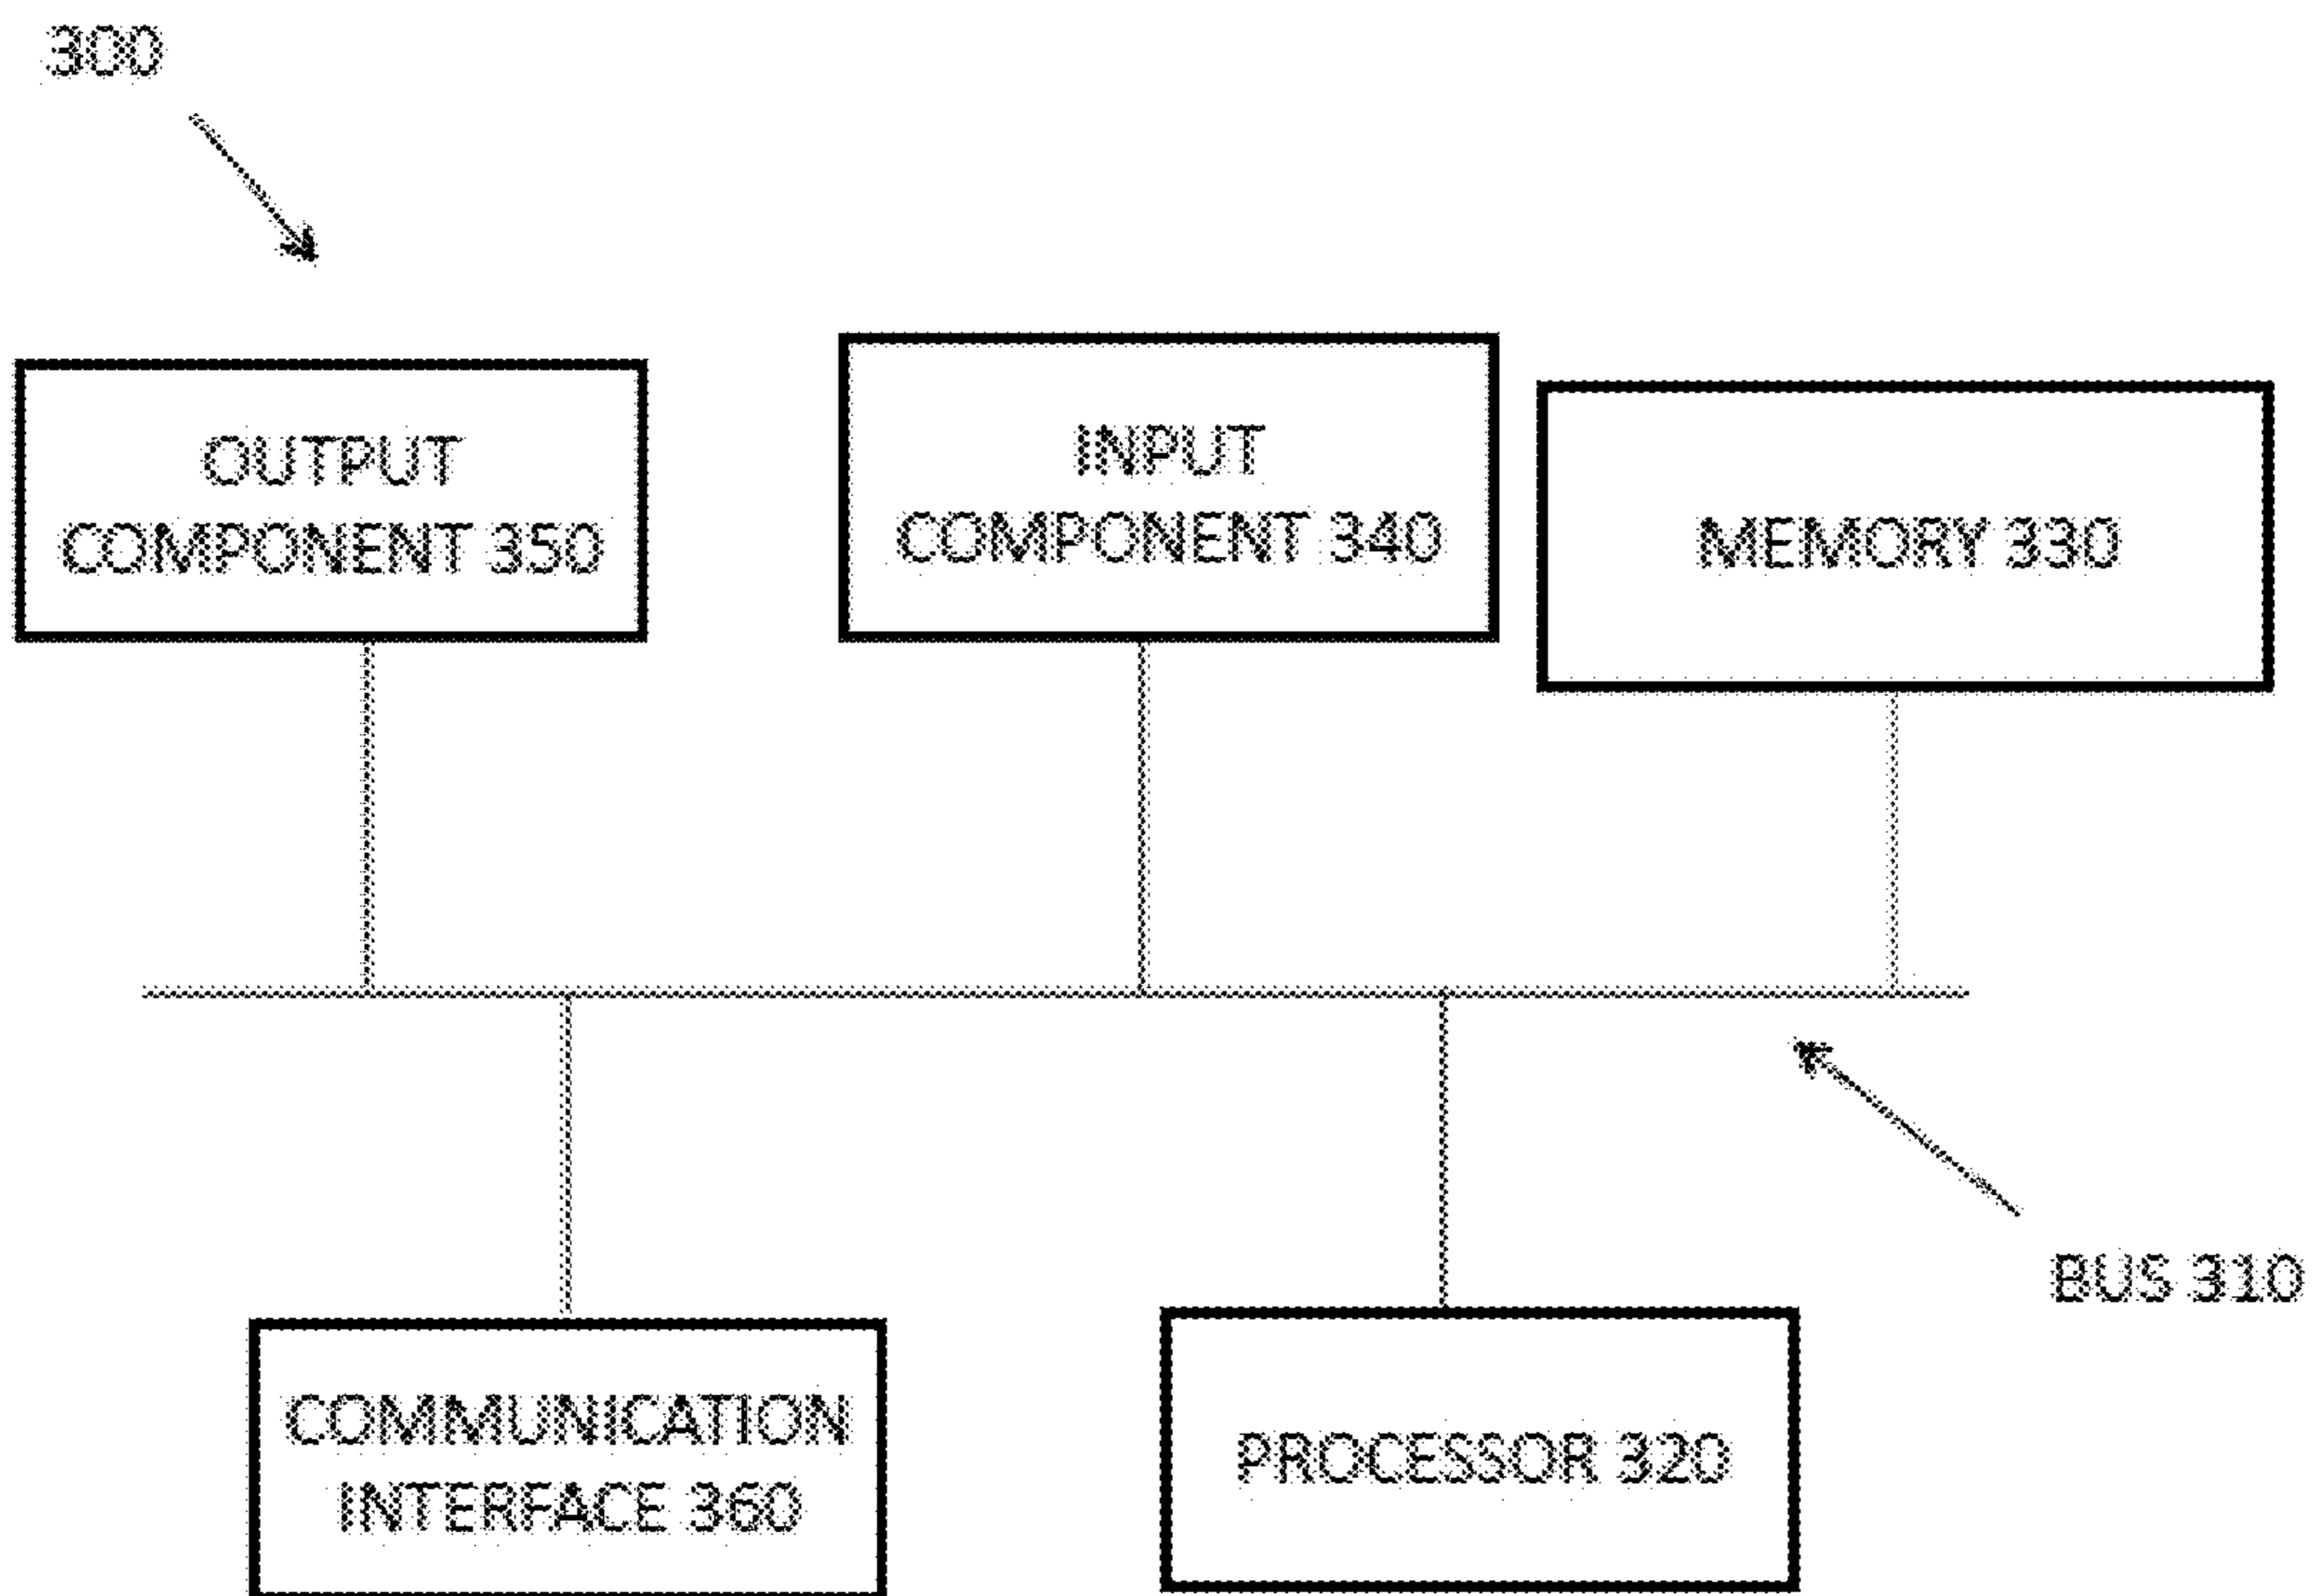 300
OUTPUT
COMPONENT 350
INPUT
COMPONENT 340
MEMORY 330
BUS 310
COMMUNICATION
INTERFACE 360
PROCESSOR 320